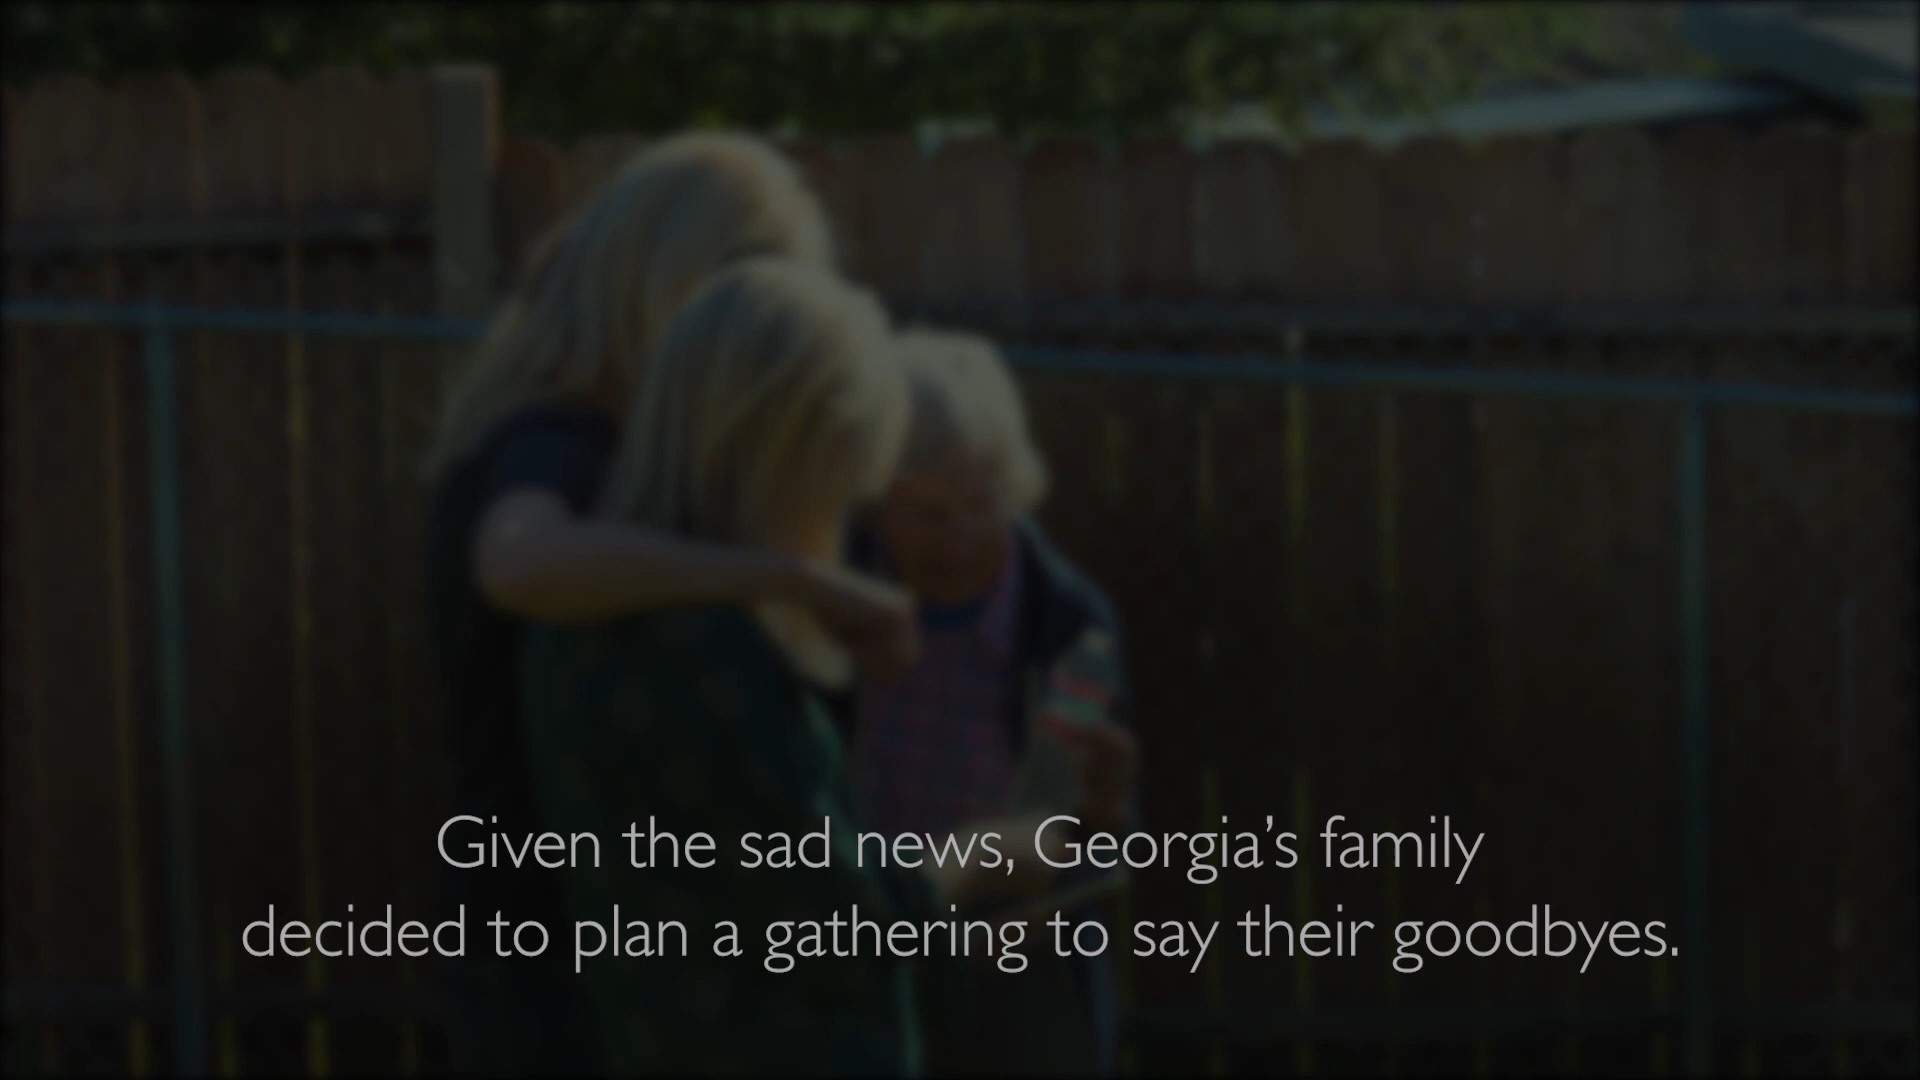 Given the sad news, Georgia’s family
decided to plan a gathering to say their goodbyes.